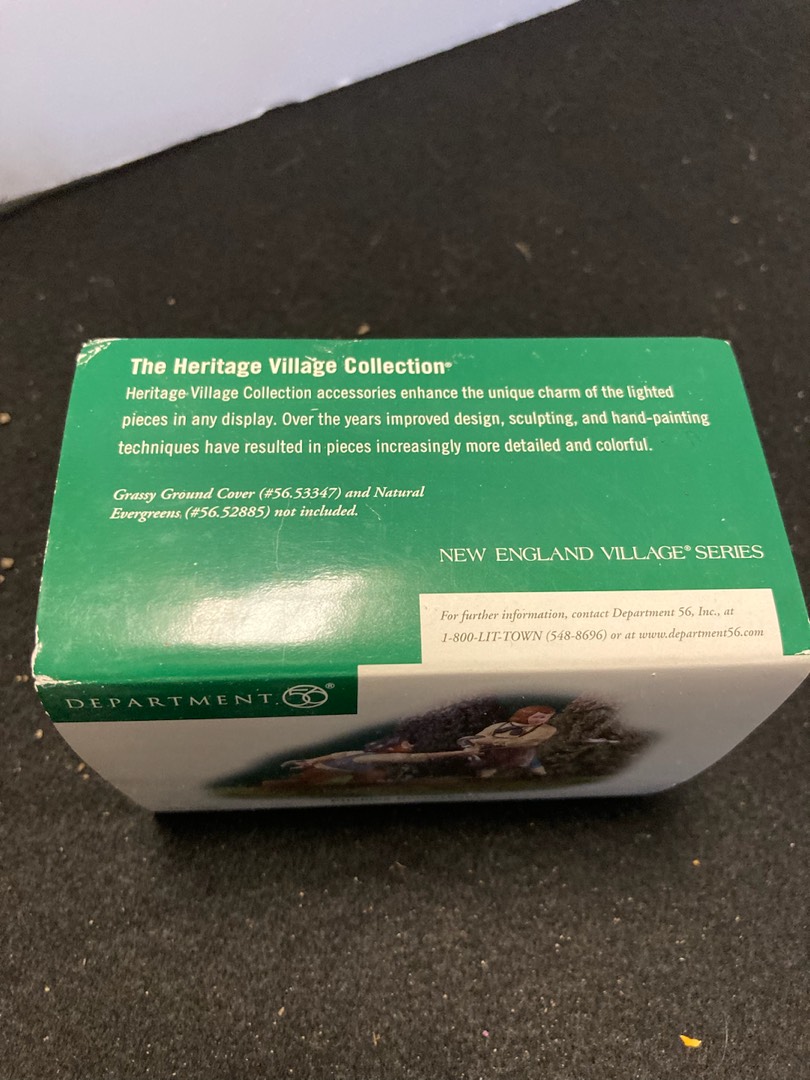 The Heritage Village Collection®
Heritage Village Collection accessories enhance the unique charm of the lighted
pieces in any display. Over the years improved design, sculpting, and hand-painting
techniques have resulted in pieces increasingly more detailed and colorful.
Grassy Ground Cover (#56.53347) and Natural
Evergreens (#56.52885) not included.
NEW ENGLAND VILLAGE® SERIES
For further information, contact Department 56, Inc., at
1-800-LIT-TOWN (548-8696) or at www.department56.com
DEPARTMENT 56®